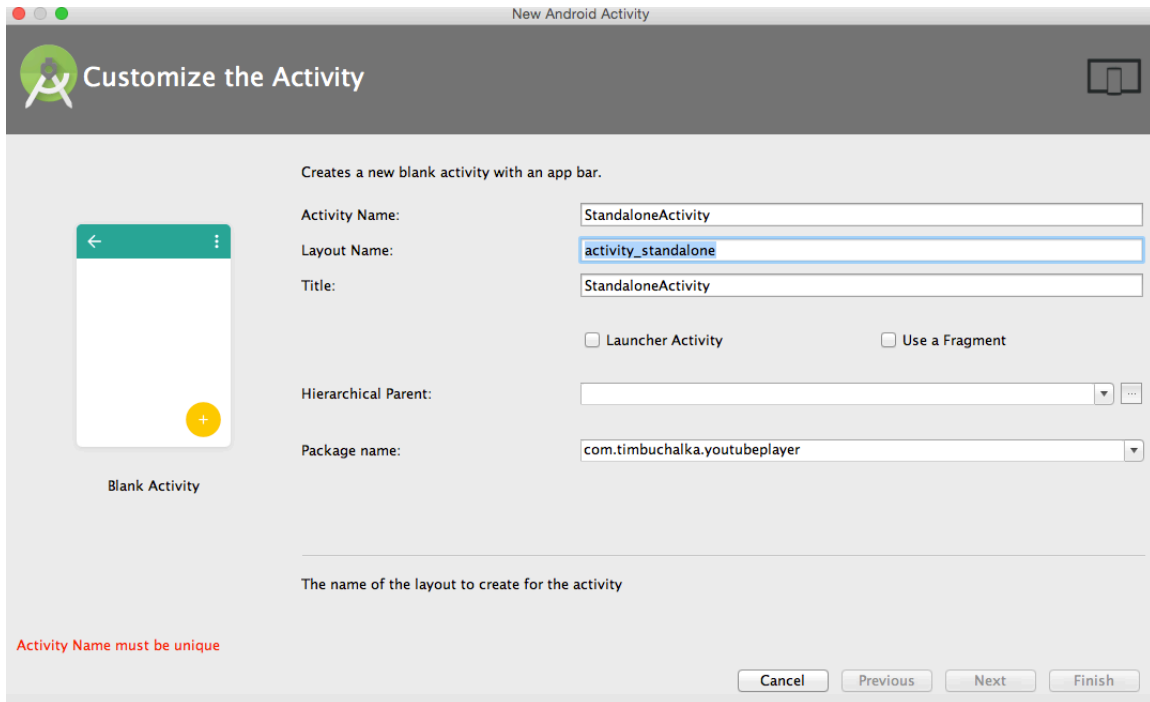 New Android Activity
Customize the Activity
Creates a new blank activity with an app bar.
Activity Name: StandaloneActivity
Layout Name: activity_standalone
Title: StandaloneActivity
Launcher Activity Use a Fragment
Hierarchical Parent: ...
Package name: com.timbuchalka.youtubeplayer
Blank Activity
The name of the layout to create for the activity
Activity Name must be unique
Cancel Previous Next Finish